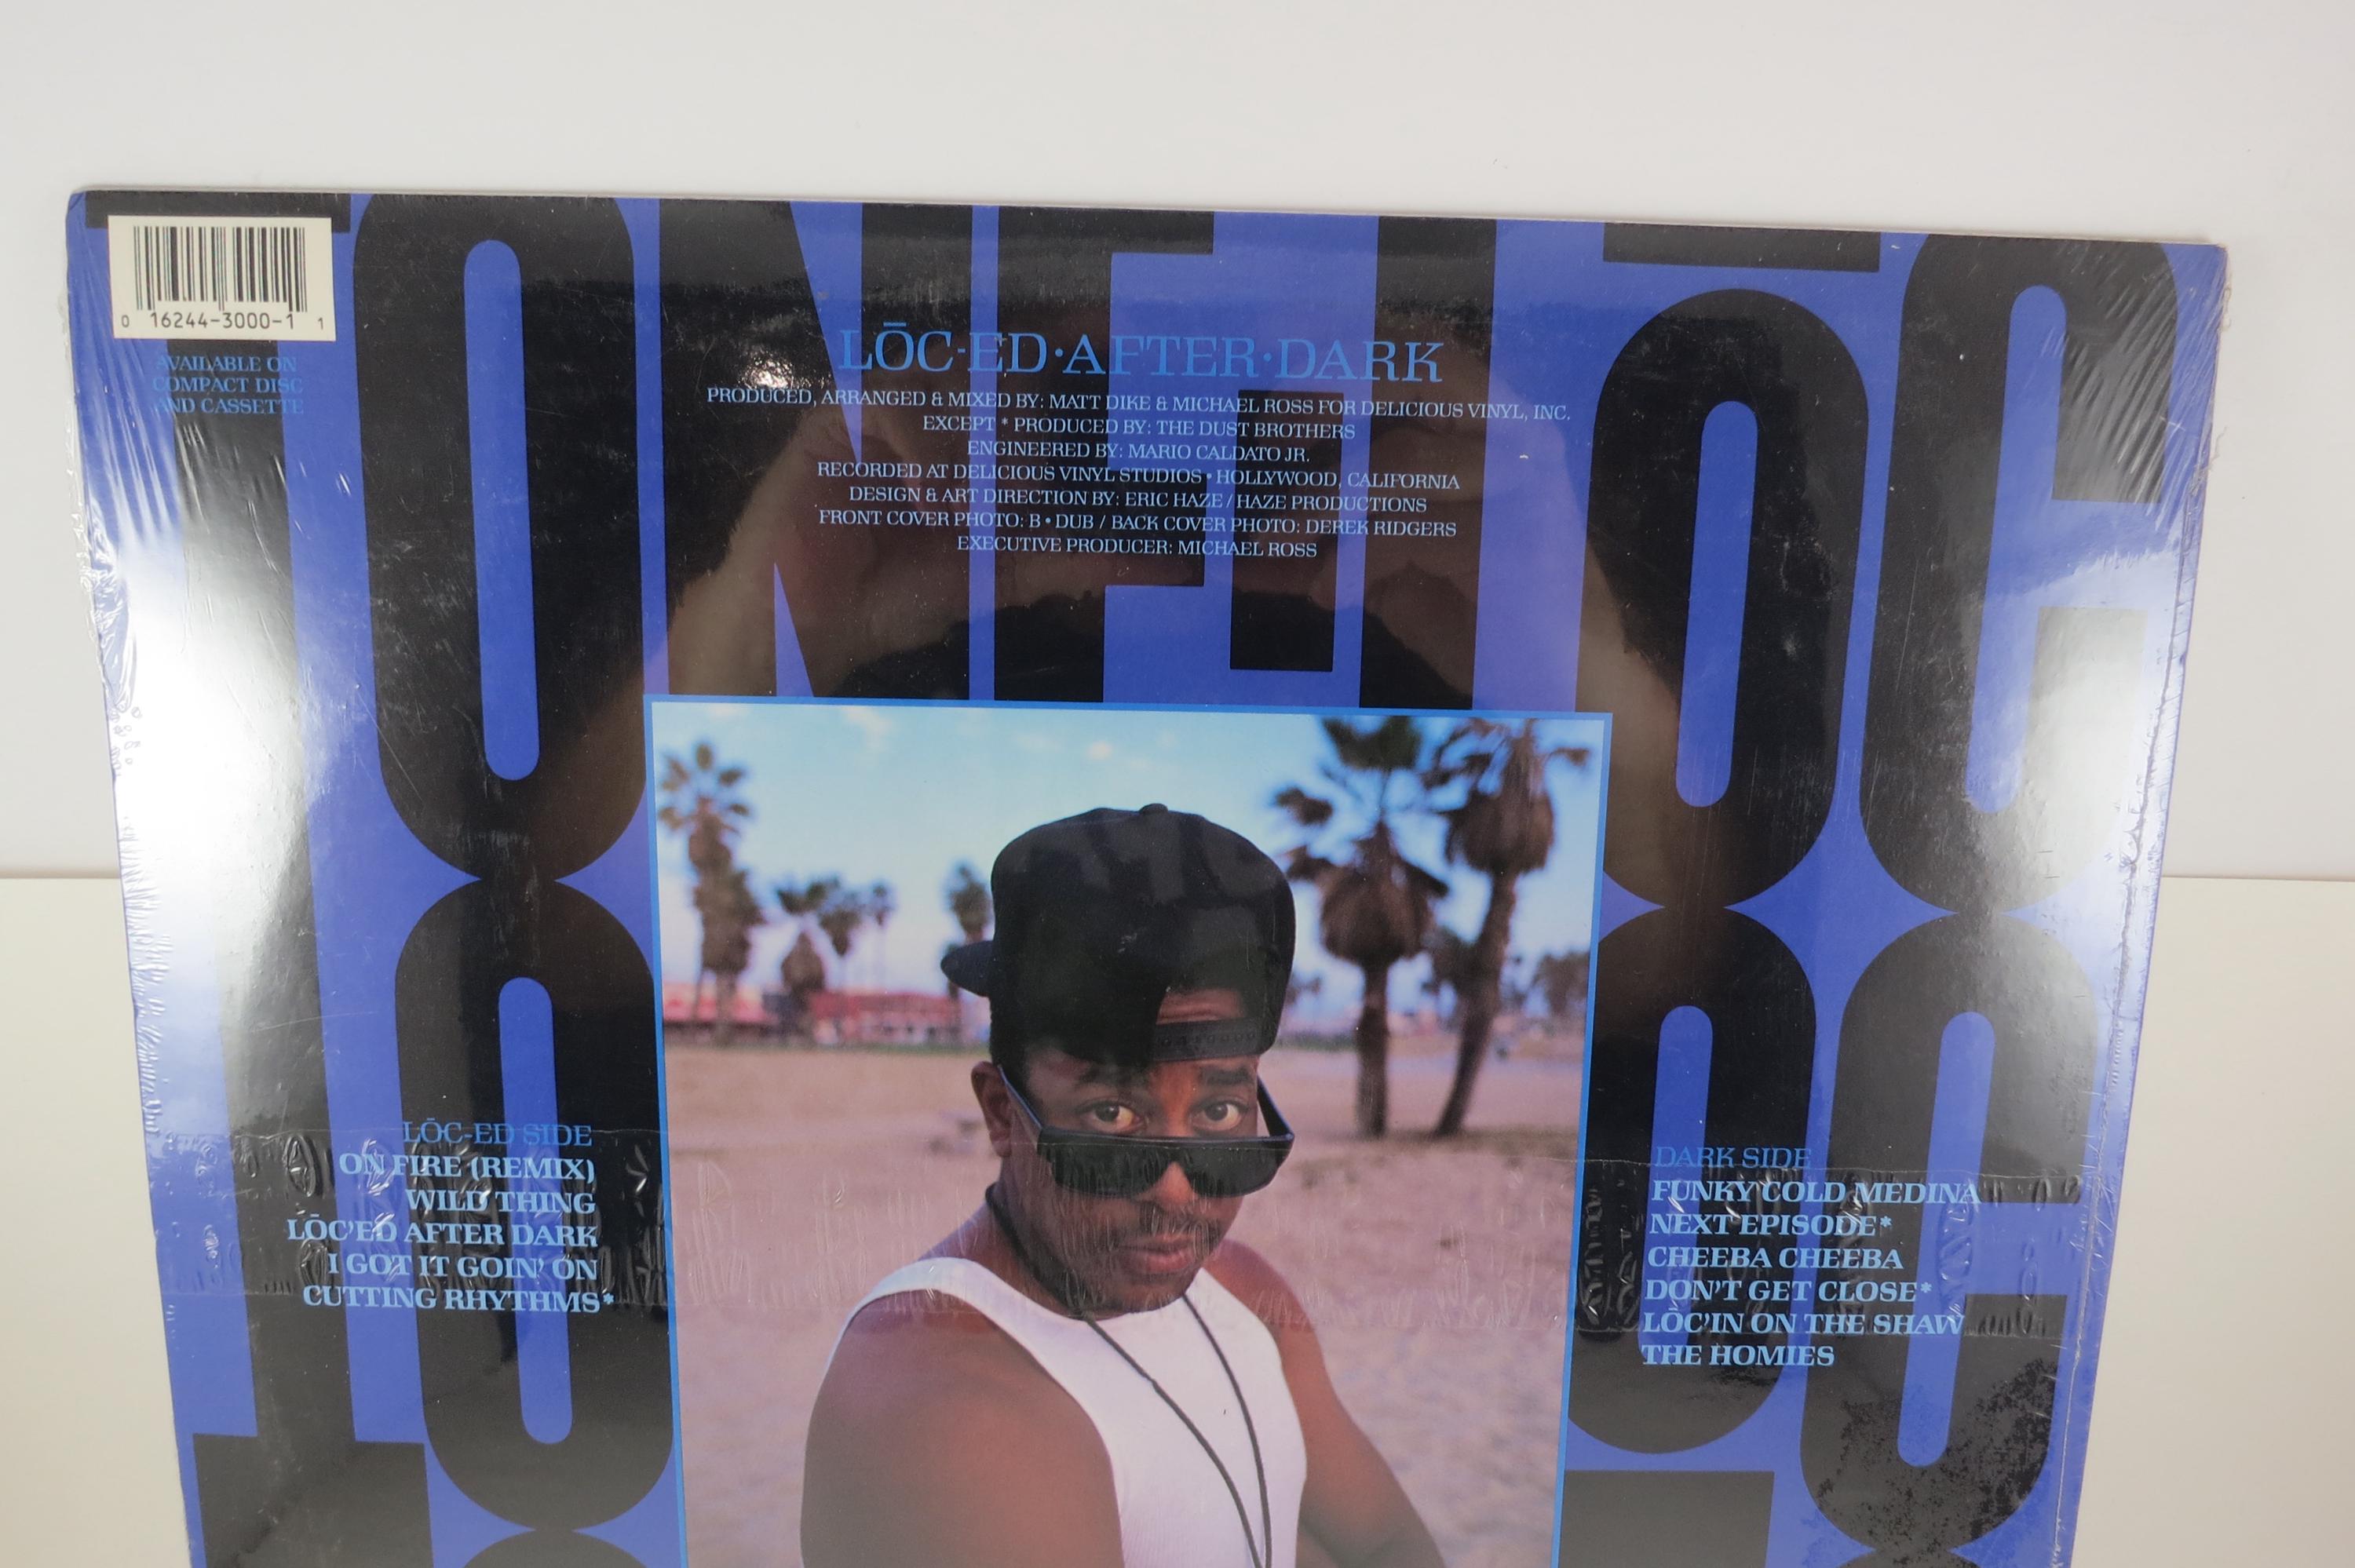 TONE LŌC
0 16244-3000-1 1
AVAILABLE ON
COMPACT DISC
AND CASSETTE
LŌC-ED•AFTER•DARK
PRODUCED, ARRANGED & MIXED BY: MATT DIKE & MICHAEL ROSS FOR DELICIOUS VINYL, INC.
EXCEPT * PRODUCED BY: THE DUST BROTHERS
ENGINEERED BY: MARIO CALDATO JR.
RECORDED AT DELICIOUS VINYL STUDIOS • HOLLYWOOD, CALIFORNIA
DESIGN & ART DIRECTION BY: ERIC HAZE / HAZE PRODUCTIONS
FRONT COVER PHOTO: B • DUB / BACK COVER PHOTO: DEREK RIDGERS
EXECUTIVE PRODUCER: MICHAEL ROSS
LŌC-ED SIDE
ON FIRE (REMIX)
WILD THING
LŌC'ED AFTER DARK
I GOT IT GOIN' ON
CUTTING RHYTHMS*
DARK SIDE
FUNKY COLD MEDINA
NEXT EPISODE*
CHEEBA CHEEBA
DON'T GET CLOSE*
LŌC'IN ON THE SHAW
THE HOMIES